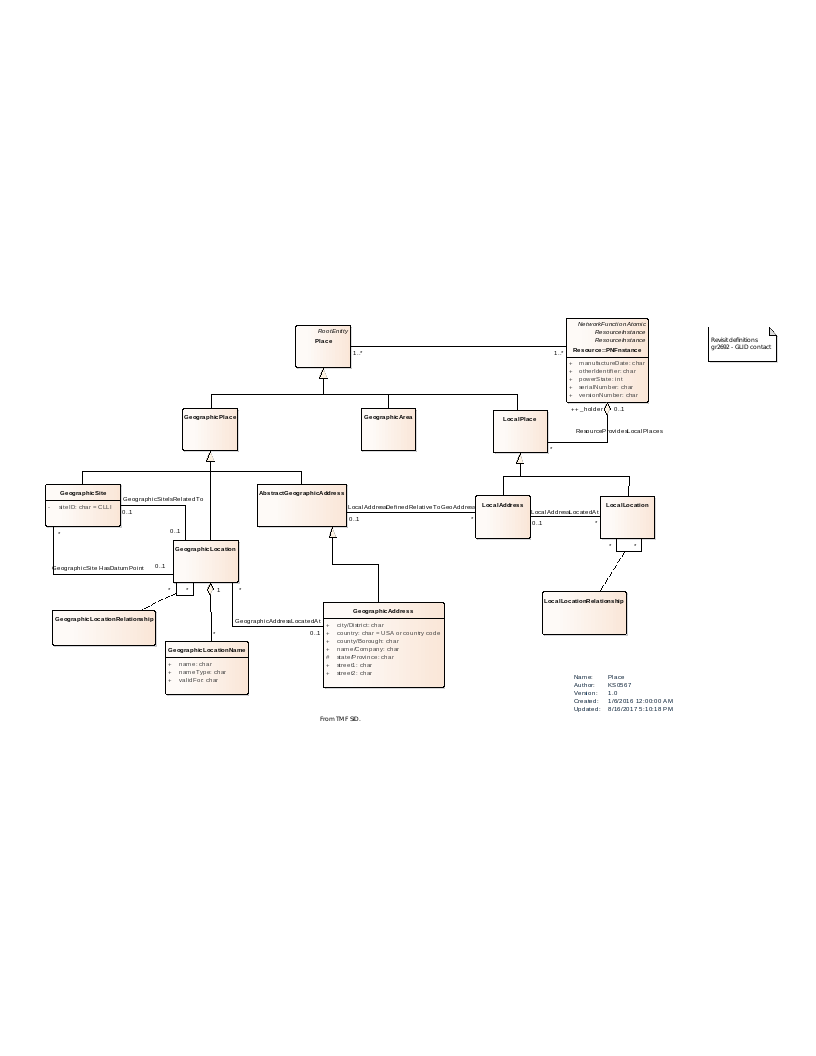 RootEntity
Place
1..*
1..*
NetworkFunctionAtomic
ResourceInstance
ResourceInstance
Resource::PNFnstance
+ manufactureDate: char
+ otherIdentifier: char
+ powerState: int
+ serialNumber: char
+ versionNumber: char
Revisit definitions
gr2692 - GLID contact
++_holder 0..1
ResourceProvidesLocalPlaces
*
GeographicPlace
GeographicArea
LocalPlace
GeographicSite
- siteID: char = CLLI
GeographicSiteIsRelatedTo
0..1
0..1
AbstractGeographicAddress
LocalAddressDefinedRelativeToGeoAddress
0..1
*
LocalAddress
LocalAddressLocatedAt
0..1
*
LocalLocation
* *
*
GeographicSite HasDatumPoint
0..1
GeographicLocation
* *
1
*
GeographicLocationRelationship
GeographicAddressLocatedAt
0..1
*
GeographicLocationName
+ name: char
+ nameType: char
+ validFor: char
GeographicAddress
+ city/District: char
+ country: char = USA or country code
+ county/Borough: char
+ name/Company: char
# state/Province: char
+ street1: char
+ street2: char
LocalLocationRelationship
Name: Place
Author: KS0567
Version: 1.0
Created: 1/6/2016 12:00:00 AM
Updated: 8/16/2017 5:10:18 PM
From TMF SID.